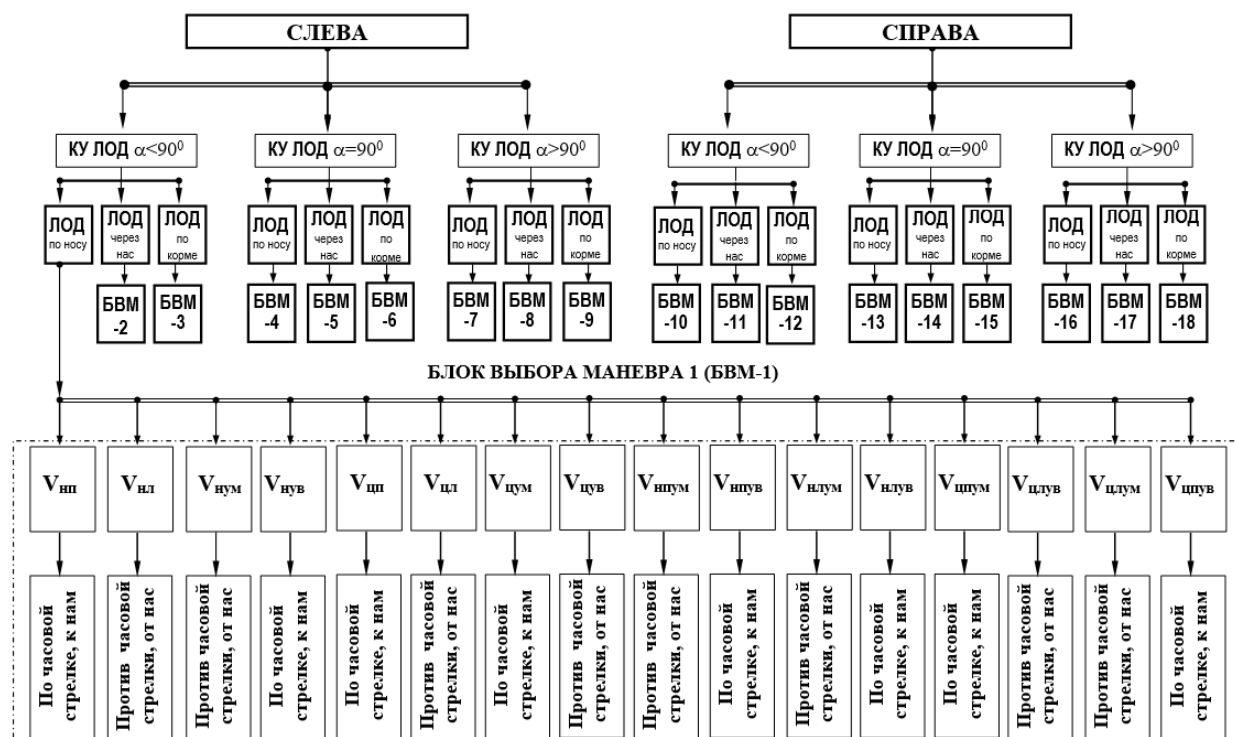 СЛЕВА
СПРАВА
КУ ЛОД α<90⁰
КУ ЛОД α=90⁰
КУ ЛОД α>90⁰
КУ ЛОД α<90⁰
КУ ЛОД α=90⁰
КУ ЛОД α>90⁰
ЛОД
по носу
ЛОД
через
нас
ЛОД
по
корме
ЛОД
по носу
ЛОД
через
нас
ЛОД
по
корме
ЛОД
по носу
ЛОД
через
нас
ЛОД
по
корме
ЛОД
по носу
ЛОД
через
нас
ЛОД
по
корме
ЛОД
по носу
ЛОД
через
нас
ЛОД
по
корме
ЛОД
по носу
ЛОД
через
нас
ЛОД
по
корме
БВМ
-2
БВМ
-3
БВМ
-4
БВМ
-5
БВМ
-6
БВМ
-7
БВМ
-8
БВМ
-9
БВМ
-10
БВМ
-11
БВМ
-12
БВМ
-13
БВМ
-14
БВМ
-15
БВМ
-16
БВМ
-17
БВМ
-18
БЛОК ВЫБОРА МАНЕВРА 1 (БВМ-1)
Vнп
Vнл
Vнум
Vнув
Vцп
Vцл
Vцум
Vцув
Vнпум
Vнпув
Vнлум
Vнлув
Vцпум
Vцлув
Vцлум
Vцпув
По часовой
стрелке, к нам
Против часовой
стрелки, от нас
Против часовой
стрелки, от нас
По часовой
стрелке, к нам
По часовой
стрелке, к нам
Против часовой
стрелки, от нас
По часовой
стрелке, к нам
Против часовой
стрелки, от нас
Против часовой
стрелки, от нас
По часовой
стрелке, к нам
Против часовой
стрелки, от нас
По часовой
стрелке, к нам
По часовой
стрелке, к нам
Против часовой
стрелки, от нас
Против часовой
стрелки, от нас
По часовой
стрелке, к нам